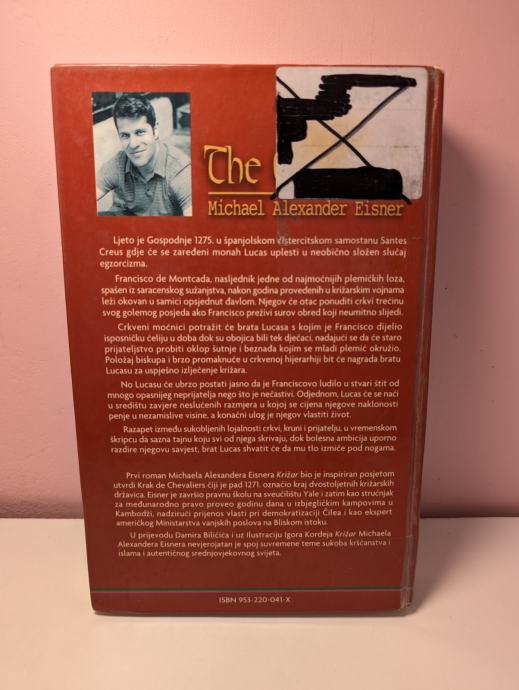 The C
Michael Alexander Eisner
Ljeto je Gospodnje 1275. u španjolskom cistercitskom samostanu Santes
Creus gdje će se zaređeni monah Lucas uplesti u neobično složen slučaj
egzorcizma.
Francisco de Montcada, nasljednik jedne od najmoćnijih plemičkih loza,
spašen iz saracenskog sužanjstva, nakon godina provedenih u križarskim vojnama
leži okovan u samici opsjednut đavlom. Njegov će otac ponuditi crkvi trećinu
svog golemog posjeda ako Francisco preživi surov obred koji neumitno slijedi.
Crkveni moćnici potražit će brata Lucasa s kojim je Francisco dijelio
isposničku ćeliju u doba dok su obojica bili tek dječaci, nadajući se da će staro
prijateljstvo probiti oklop šutnje i beznađa kojim se mladi plemić okružio.
Položaj biskupa i brzo promaknuće u crkvenoj hijerarhiji bit će nagrada bratu
Lucasu za uspješno izlječenje križara.
No Lucasu će ubrzo postati jasno da je Franciscovo ludilo u stvari štit od
mnogo opasnijeg neprijatelja nego što je nečastivi. Odjednom, Lucas će se naći
u središtu zavjere neslućenih razmjera u kojoj se cijena njegove naklonosti
penje u nezamislive visine, a konačni ulog je njegov vlastiti život.
Razapet između sukobljenih lojalnosti crkvi, kruni i prijatelju, u vremenskom
škripcu da sazna tajnu koju svi od njega skrivaju, dok bolesna ambicija uporno
razdire njegovu savjest, brat Lucas shvatit će da mu tlo izmiče pod nogama.
Prvi roman Michaela Alexandera Eisnera Križar bio je inspiriran posjetom
utvrdi Krak de Chevaliers čiji je pad 1271. označio kraj dvostoljetnih križarskih
državica. Eisner je završio pravnu školu na sveučilištu Yale i zatim kao stručnjak
za međunarodno pravo proveo godinu dana u izbjegličkim kampovima u
Kambodži, nadzirući prijenos vlasti pri demokratizaciji Čilea i kao ekspert
američkog Ministarstva vanjskih poslova na Bliskom istoku.
U prijevodu Damira Biličića i uz ilustraciju Igora Kordeja Križar Michaela
Alexandera Eisnera nevjerojatan je spoj suvremene teme sukoba kršćanstva i
islama i autentičnog srednjovjekovnog svijeta.
ISBN 953-220-041-X